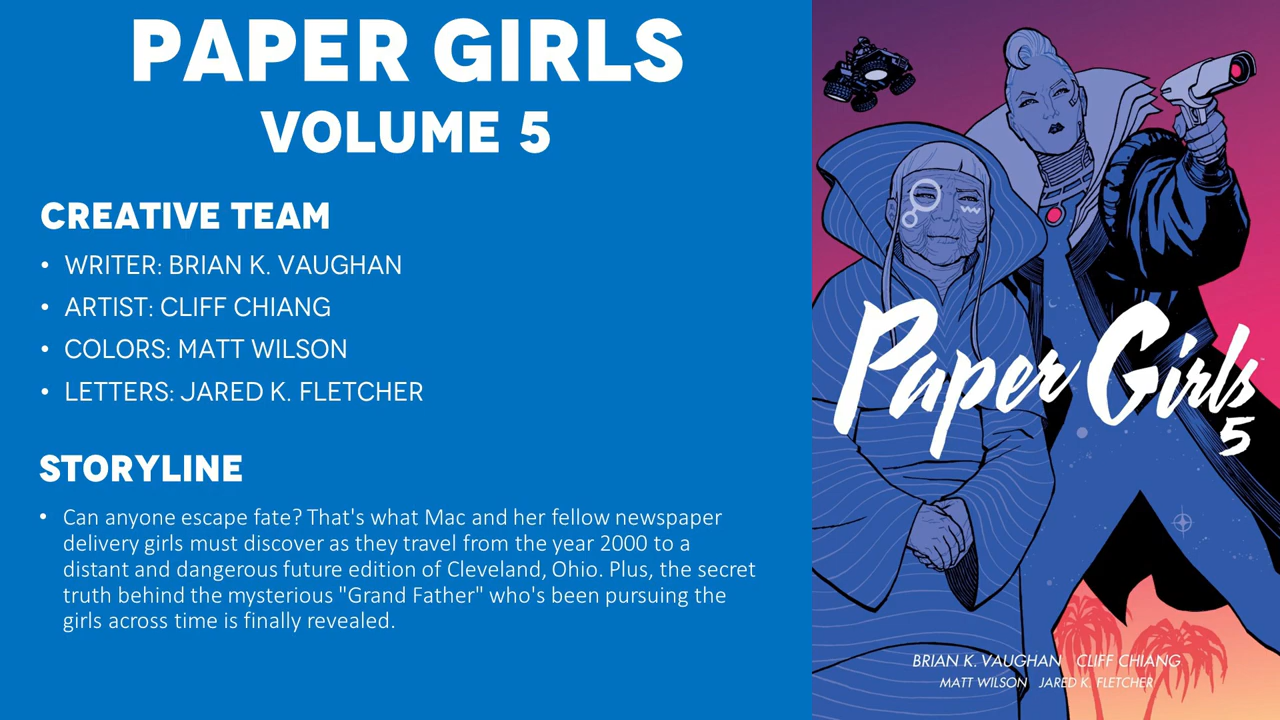 PAPER GIRLS
VOLUME 5
CREATIVE TEAM
• WRITER: BRIAN K. VAUGHAN
• ARTIST: CLIFF CHIANG
• COLORS: MATT WILSON
• LETTERS: JARED K. FLETCHER
STORYLINE
• Can anyone escape fate? That's what Mac and her fellow newspaper
delivery girls must discover as they travel from the year 2000 to a
distant and dangerous future edition of Cleveland, Ohio. Plus, the secret
truth behind the mysterious "Grand Father" who's been pursuing the
girls across time is finally revealed.
Paper Girls
5
BRIAN K. VAUGHAN CLIFF CHIANG
MATT WILSON JARED K. FLETCHER